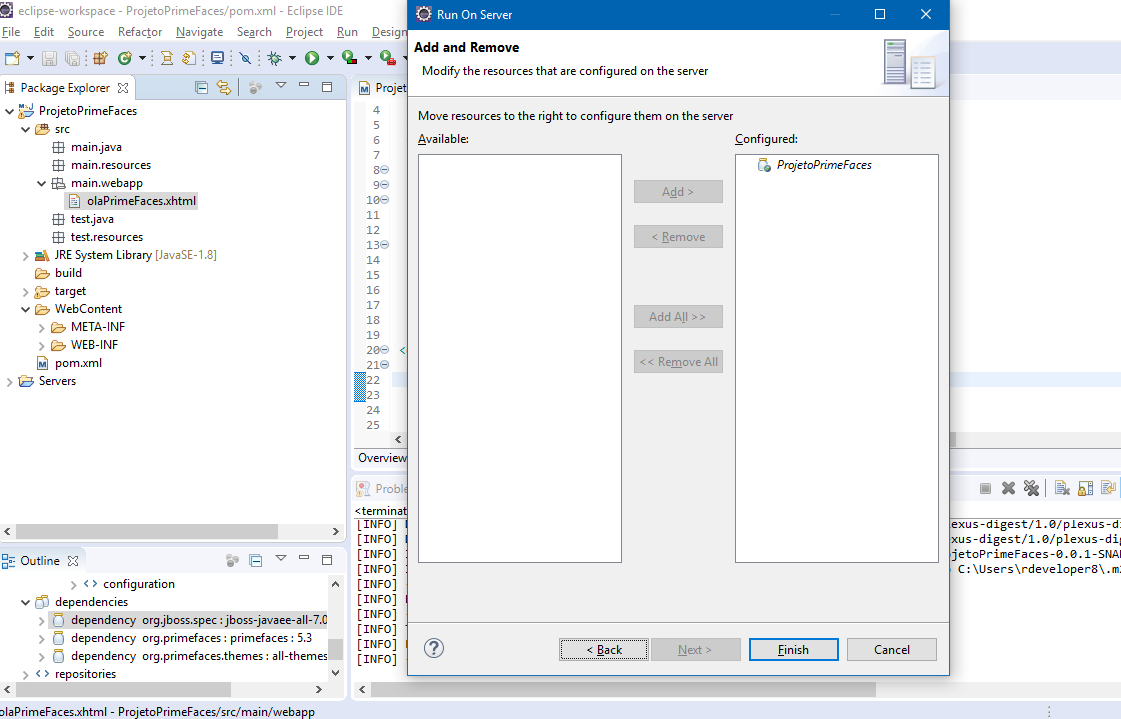 eclipse-workspace - ProjetoPrimeFaces/pom.xml - Eclipse IDE
File Edit Source Refactor Navigate Search Project Run Design
Package Explorer
ProjetoPrimeFaces
src
main.java
main.resources
main.webapp
olaPrimeFaces.xhtml
test.java
test.resources
JRE System Library [JavaSE-1.8]
build
target
WebContent
META-INF
WEB-INF
pom.xml
Servers
Outline
configuration
dependencies
dependency org.jboss.spec : jboss-javaee-all-7.0
dependency org.primefaces : primefaces : 5.3
dependency org.primefaces.themes : all-themes
repositories
olaPrimeFaces.xhtml - ProjetoPrimeFaces/src/main/webapp
Projet
4
5
6
7
8
9
10
11
12
13
14
15
16
17
18
19
20 <
21
22
23
24
25
Overview
Proble
<terminat
[INFO] lexus-digest/1.0/plexus-di
[INFO] exus-digest/1.0/plexus-di
[INFO] jetoPrimeFaces-0.0.1-SNAP
[INFO] C:\Users\rdeveloper8\.m2
[INFO]
[INFO]
[INFO]
[INFO]
[INFO]
[INFO]
Run On Server
Add and Remove
Modify the resources that are configured on the server
Move resources to the right to configure them on the server
Available:
Configured:
ProjetoPrimeFaces
Add >
< Remove
Add All >>
<< Remove All
?
< Back
Next >
Finish
Cancel